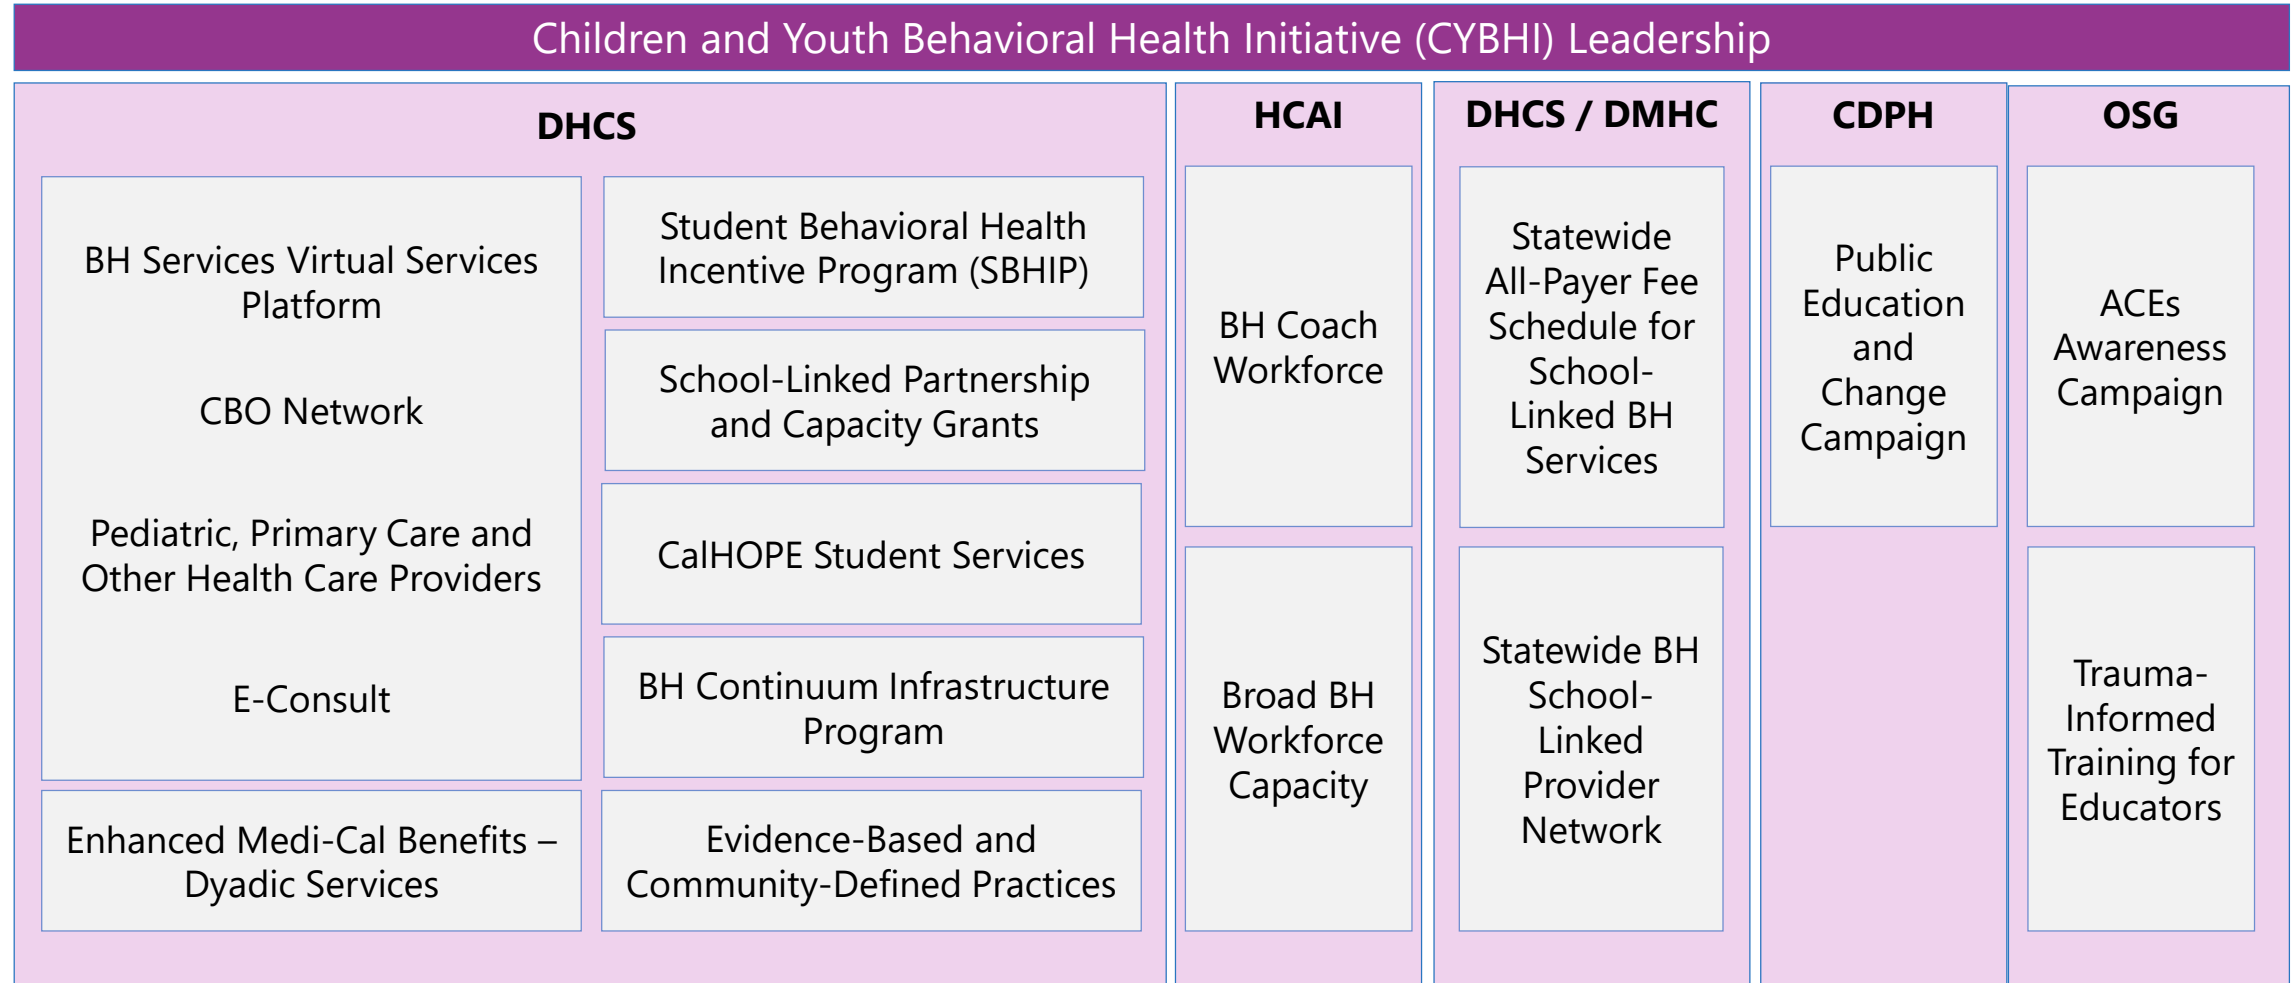 Children and Youth Behavioral Health Initiative (CYBHI) Leadership
DHCS
BH Services Virtual Services
Platform
CBO Network
Pediatric, Primary Care and
Other Health Care Providers
E-Consult
Enhanced Medi-Cal Benefits –
Dyadic Services
Student Behavioral Health
Incentive Program (SBHIP)
School-Linked Partnership
and Capacity Grants
CalHOPE Student Services
BH Continuum Infrastructure
Program
Evidence-Based and
Community-Defined Practices
HCAI
BH Coach
Workforce
Broad BH
Workforce
Capacity
DHCS / DMHC
Statewide
All-Payer Fee
Schedule for
School-
Linked BH
Services
Statewide BH
School-
Linked
Provider
Network
CDPH
Public
Education
and
Change
Campaign
OSG
ACEs
Awareness
Campaign
Trauma-
Informed
Training for
Educators